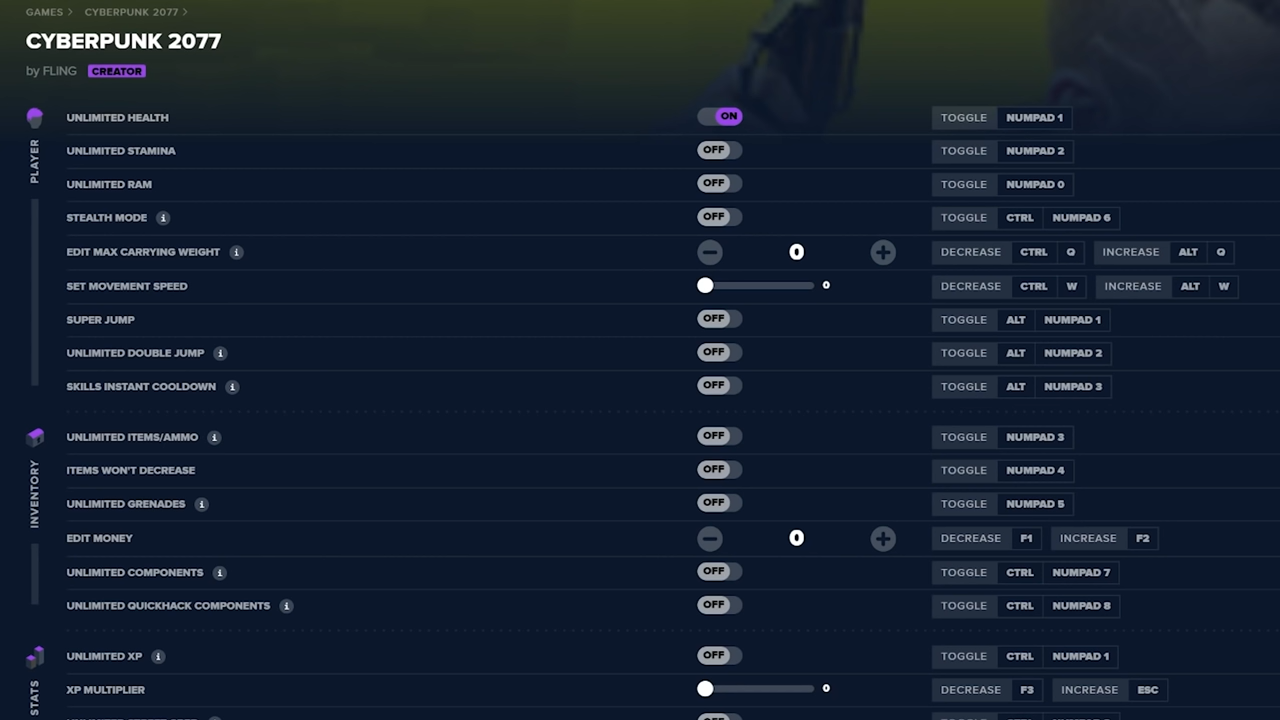 GAMES > CYBERPUNK 2077 >
CYBERPUNK 2077
by FLING CREATOR
PLAYER
UNLIMITED HEALTH ON TOGGLE NUMPAD 1
UNLIMITED STAMINA OFF TOGGLE NUMPAD 2
UNLIMITED RAM OFF TOGGLE NUMPAD 0
STEALTH MODE i OFF TOGGLE CTRL NUMPAD 6
EDIT MAX CARRYING WEIGHT i 0 DECREASE CTRL Q INCREASE ALT Q
SET MOVEMENT SPEED 0 DECREASE CTRL W INCREASE ALT W
SUPER JUMP OFF TOGGLE ALT NUMPAD 1
UNLIMITED DOUBLE JUMP i OFF TOGGLE ALT NUMPAD 2
SKILLS INSTANT COOLDOWN i OFF TOGGLE ALT NUMPAD 3
INVENTORY
UNLIMITED ITEMS/AMMO i OFF TOGGLE NUMPAD 3
ITEMS WON'T DECREASE OFF TOGGLE NUMPAD 4
UNLIMITED GRENADES i OFF TOGGLE NUMPAD 5
EDIT MONEY 0 DECREASE F1 INCREASE F2
UNLIMITED COMPONENTS i OFF TOGGLE CTRL NUMPAD 7
UNLIMITED QUICKHACK COMPONENTS i OFF TOGGLE CTRL NUMPAD 8
STATS
UNLIMITED XP i OFF TOGGLE CTRL NUMPAD 1
XP MULTIPLIER 0 DECREASE F3 INCREASE ESC